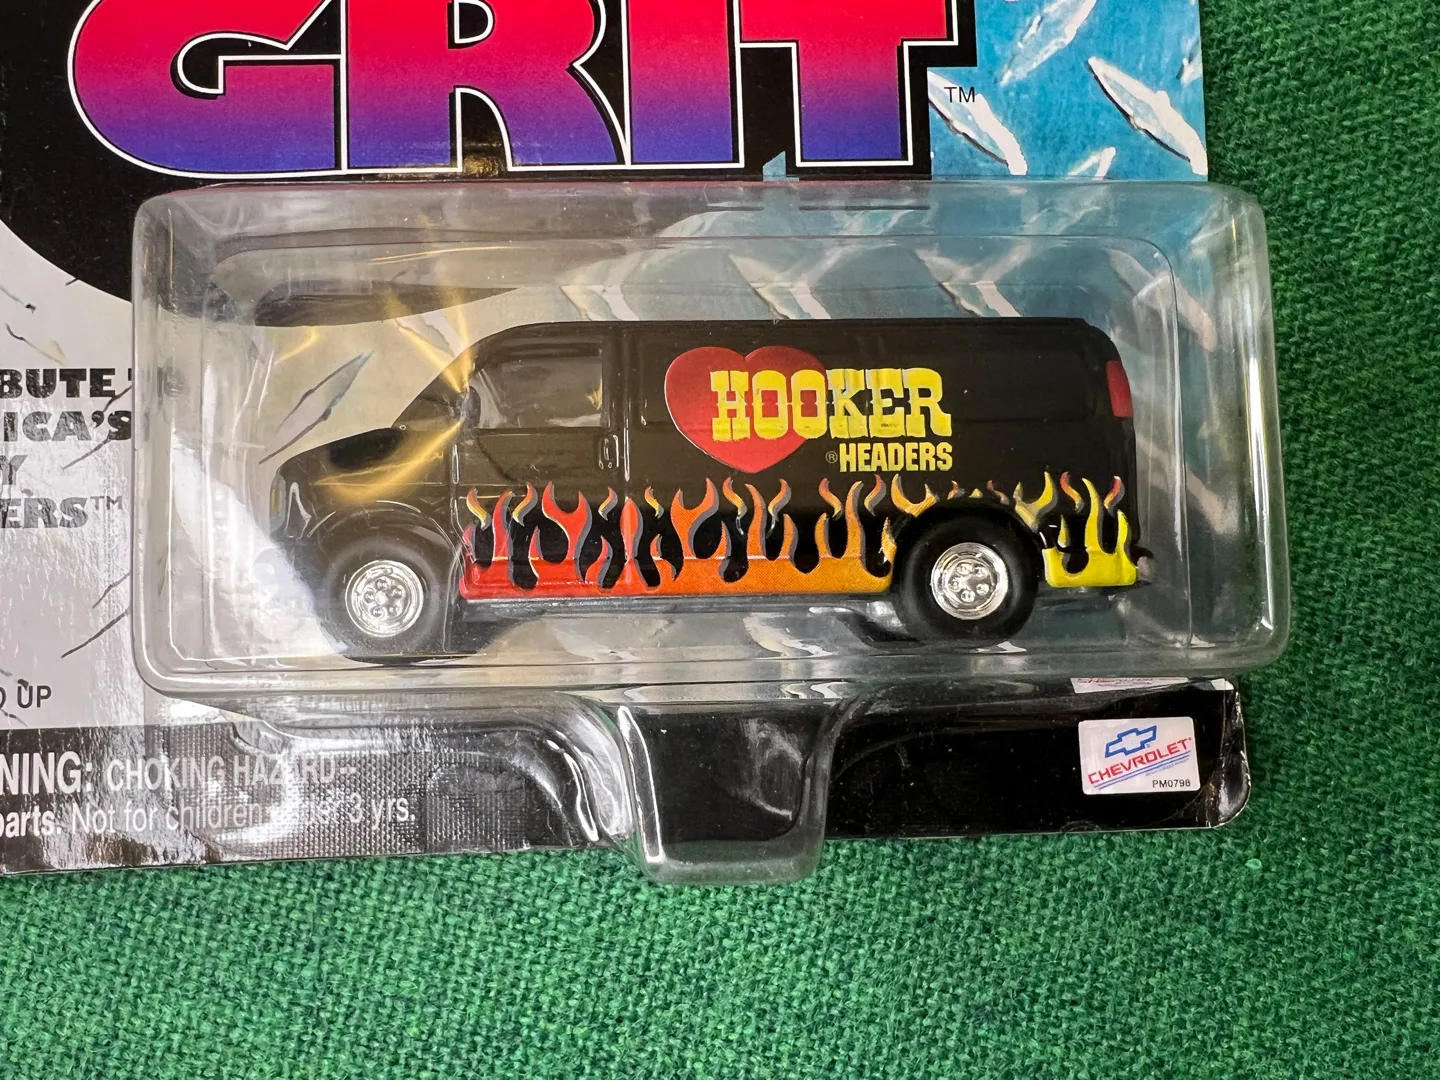 GRIT
TM
BUTE
ICA'S
Y
ERS™
HOOKER
® HEADERS
UP
NING: CHOKING HAZARD-
parts. Not for children under 3 yrs.
CHEVROLET
PM0798